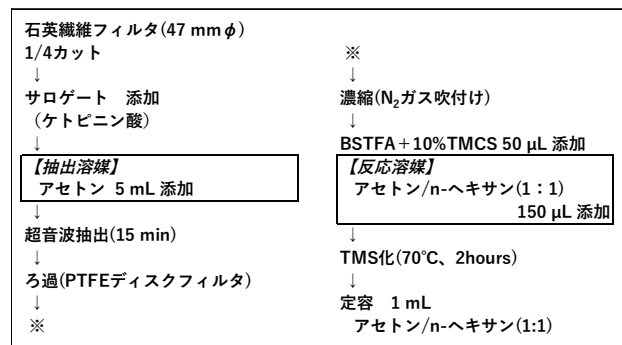 石英繊維フィルタ(47 mmφ)
1/4カット
↓
サロゲート 添加
(ケトピニン酸)
↓
【抽出溶媒】
アセトン 5 mL 添加
↓
超音波抽出(15 min)
↓
ろ過(PTFEディスクフィルタ)
↓
※
※
↓
濃縮(N₂ガス吹付け)
↓
BSTFA+10%TMCS 50 μL 添加
【反応溶媒】
アセトン/n-ヘキサン(1:1)
150 μL 添加
↓
TMS化(70℃、2hours)
↓
定容 1 mL
アセトン/n-ヘキサン(1:1)